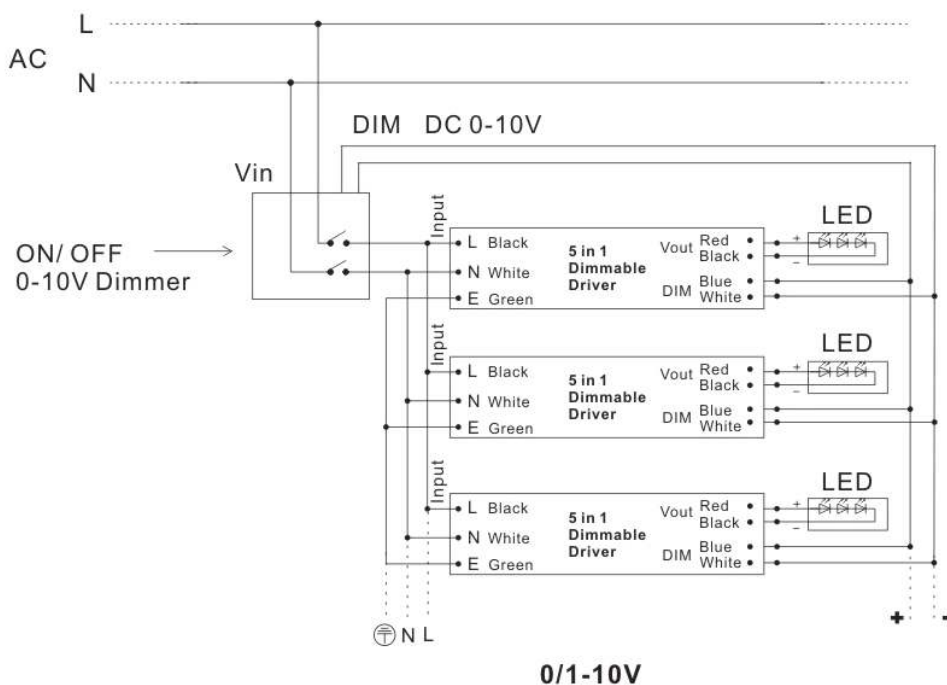 L
AC
N
DIM DC 0-10V
Vin
ON/ OFF
0-10V Dimmer
Input
L Black
N White
E Green
5 in 1
Dimmable
Driver
Vout Red
Black
DIM Blue
White
LED
+
−
Input
L Black
N White
E Green
5 in 1
Dimmable
Driver
Vout Red
Black
DIM Blue
White
LED
+
−
Input
L Black
N White
E Green
5 in 1
Dimmable
Driver
Vout Red
Black
DIM Blue
White
LED
+
−
N L
+ -
0/1-10V